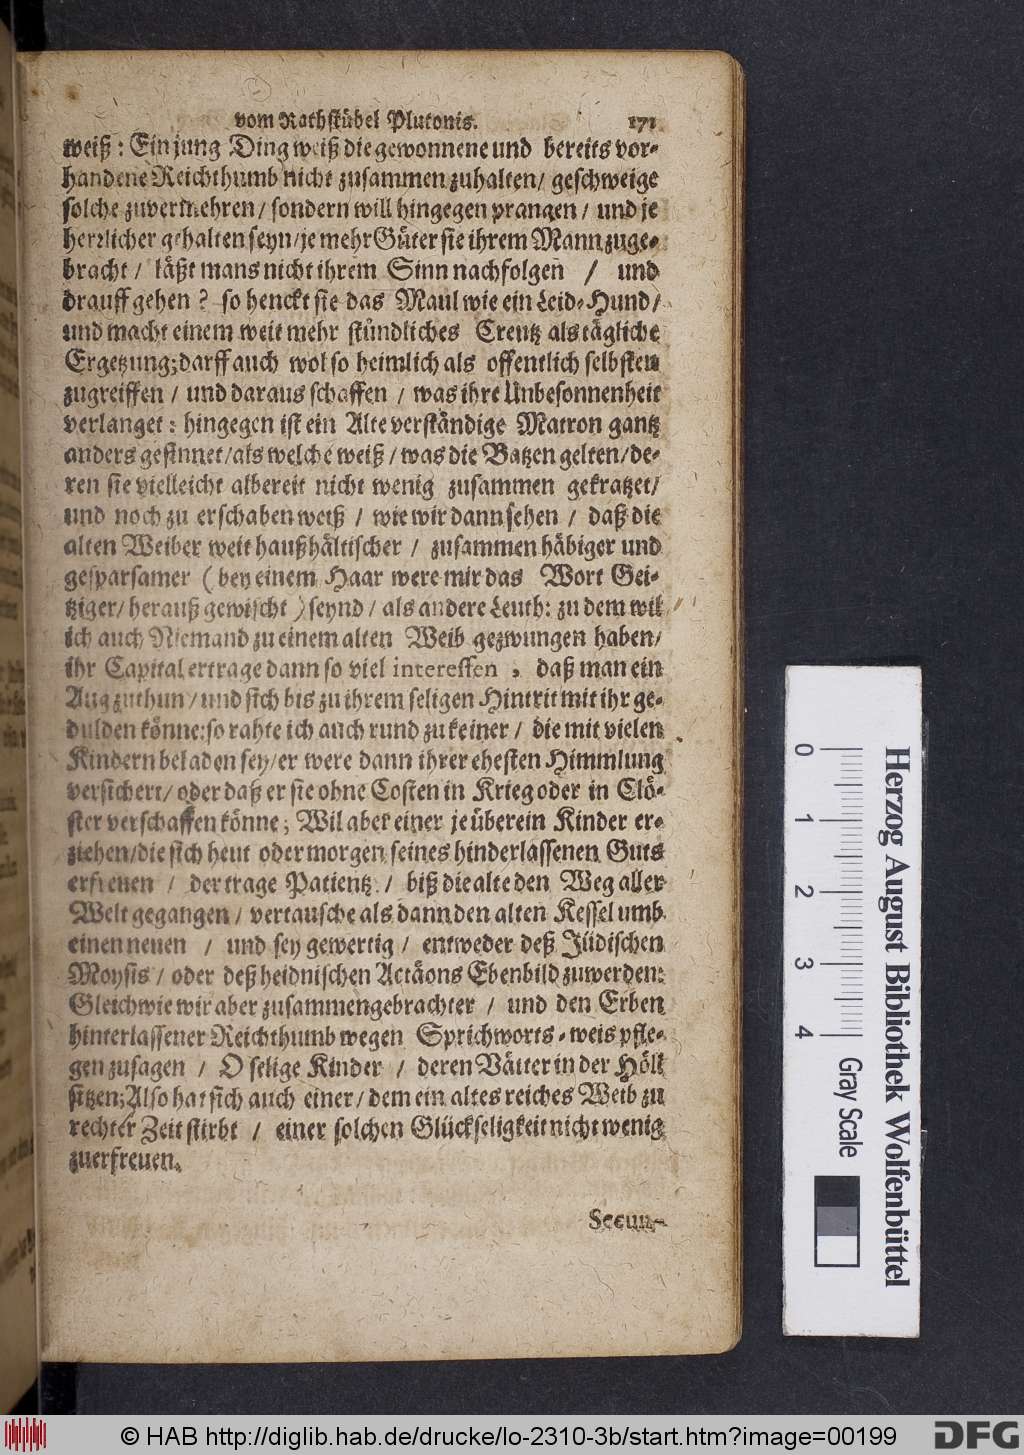 vom Rathstübel Plutonis. 171
weiß: Ein jung Ding weiß die gewonnene und bereits vor-
handene Reichthumb nicht zusammen zuhalten/ geschweige
solche zuvermehren/ sondern will hingegen prangen/ und je
herrlicher gehalten seyn/ je mehr Güter sie ihrem Mann zuge-
bracht/ läßt mans nicht ihrem Sinn nachfolgen / und
drauff gehen? so henckt sie das Maul wie ein Leid-Hund/
und macht einem weit mehr stündliches Creutz als tägliche
Ergetzung; darff auch wol so heimlich als offentlich selbsten
zugreiffen / und daraus schaffen / was ihre Unbesonnenheit
verlanget: hingegen ist ein Alte verständige Matron gantz
anders gesinnet/ als welche weiß / was die Batzen gelten/ de-
ren sie vielleicht albereit nicht wenig zusammen gekratzet/
und noch zu erschaben weiß / wie wir dann sehen / daß die
alten Weiber weit haußhältischer / zusammen häbiger und
gesparsamer (bey einem Haar were mir das Wort Gei-
tziger/ herauß gewischt) seynd/ als andere Leuth: zu dem wil
ich auch Niemand zu einem alten Weib gezwungen haben/
ihr Capital ertrage dann so viel interessen, daß man ein
Aug zuthun/ und sich bis zu ihrem seligen Hintrit mit ihr ge-
dulden könne: so rahte ich auch rund zu keiner / die mit vielen
Kindern beladen sey/ er were dann ihrer ehesten Himmlung
versichert/ oder daß er sie ohne Costen in Krieg oder in Clö-
ster verschaffen könne; Wil aber einer je überein Kinder er-
ziehen/ die sich heut oder morgen seines hinderlassenen Guts
erfreuen / der trage Patientz / biß die alte den Weg aller
Welt gegangen/ vertausche als dann den alten Kessel umb
einen neuen / und sey gewertig/ entweder deß Jüdischen
Moysis / oder deß heidnischen Actäons Ebenbild zuwerden:
Gleichwie wir aber zusammengebrachter / und den Erben
hinterlassener Reichthumb wegen Sprichworts-weis pfle-
gen zusagen / O selige Kinder / deren Vätter in der Höll
sitzen; Also hat sich auch einer/ dem ein altes reiches Weib zu
rechter Zeit stirbt / einer solchen Glückseligkeit nicht wenig
zuerfreuen.
Secun-
0 1 2 3 4
Gray Scale
Herzog August Bibliothek Wolfenbüttel
© HAB http://diglib.hab.de/drucke/lo-2310-3b/start.htm?image=00199
DFG